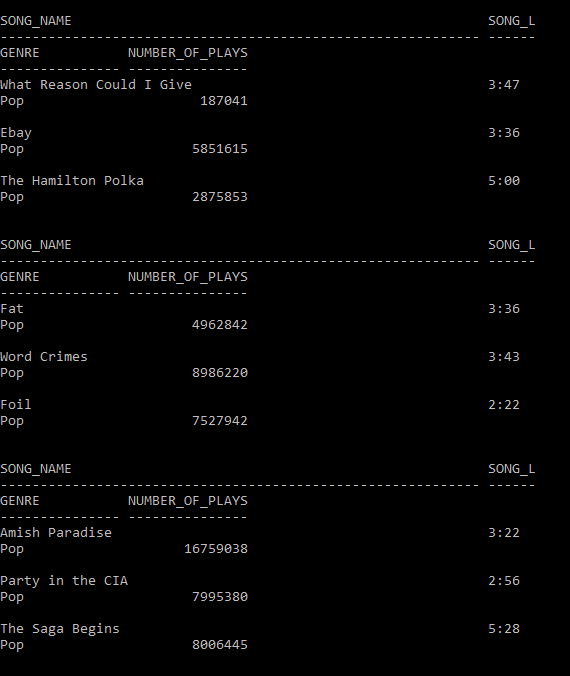 SONG_NAME SONG_L
------------------------------------------------------------ ------
GENRE NUMBER_OF_PLAYS
--------------- ---------------
What Reason Could I Give 3:47
Pop 187041
Ebay 3:36
Pop 5851615
The Hamilton Polka 5:00
Pop 2875853
SONG_NAME SONG_L
------------------------------------------------------------ ------
GENRE NUMBER_OF_PLAYS
--------------- ---------------
Fat 3:36
Pop 4962842
Word Crimes 3:43
Pop 8986220
Foil 2:22
Pop 7527942
SONG_NAME SONG_L
------------------------------------------------------------ ------
GENRE NUMBER_OF_PLAYS
--------------- ---------------
Amish Paradise 3:22
Pop 16759038
Party in the CIA 2:56
Pop 7995380
The Saga Begins 5:28
Pop 8006445